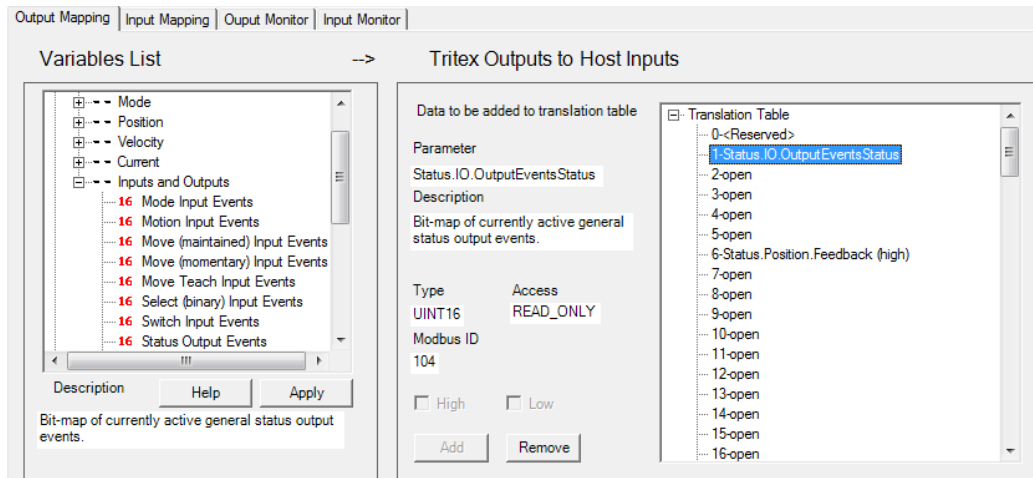 Output Mapping
Input Mapping
Ouput Monitor
Input Monitor
Variables List
-->
Tritex Outputs to Host Inputs
Mode
Position
Velocity
Current
Inputs and Outputs
16 Mode Input Events
16 Motion Input Events
16 Move (maintained) Input Events
16 Move (momentary) Input Events
16 Move Teach Input Events
16 Select (binary) Input Events
16 Switch Input Events
16 Status Output Events
Description
Help
Apply
Bit-map of currently active general status output
events.
Data to be added to translation table
Parameter
Status.IO.OutputEventsStatus
Description
Bit-map of currently active general
status output events.
Type
Access
UINT16
READ_ONLY
Modbus ID
104
High
Low
Add
Remove
Translation Table
0-<Reserved>
1-Status.IO.OutputEventsStatus
2-open
3-open
4-open
5-open
6-Status.Position.Feedback (high)
7-open
8-open
9-open
10-open
11-open
12-open
13-open
14-open
15-open
16-open